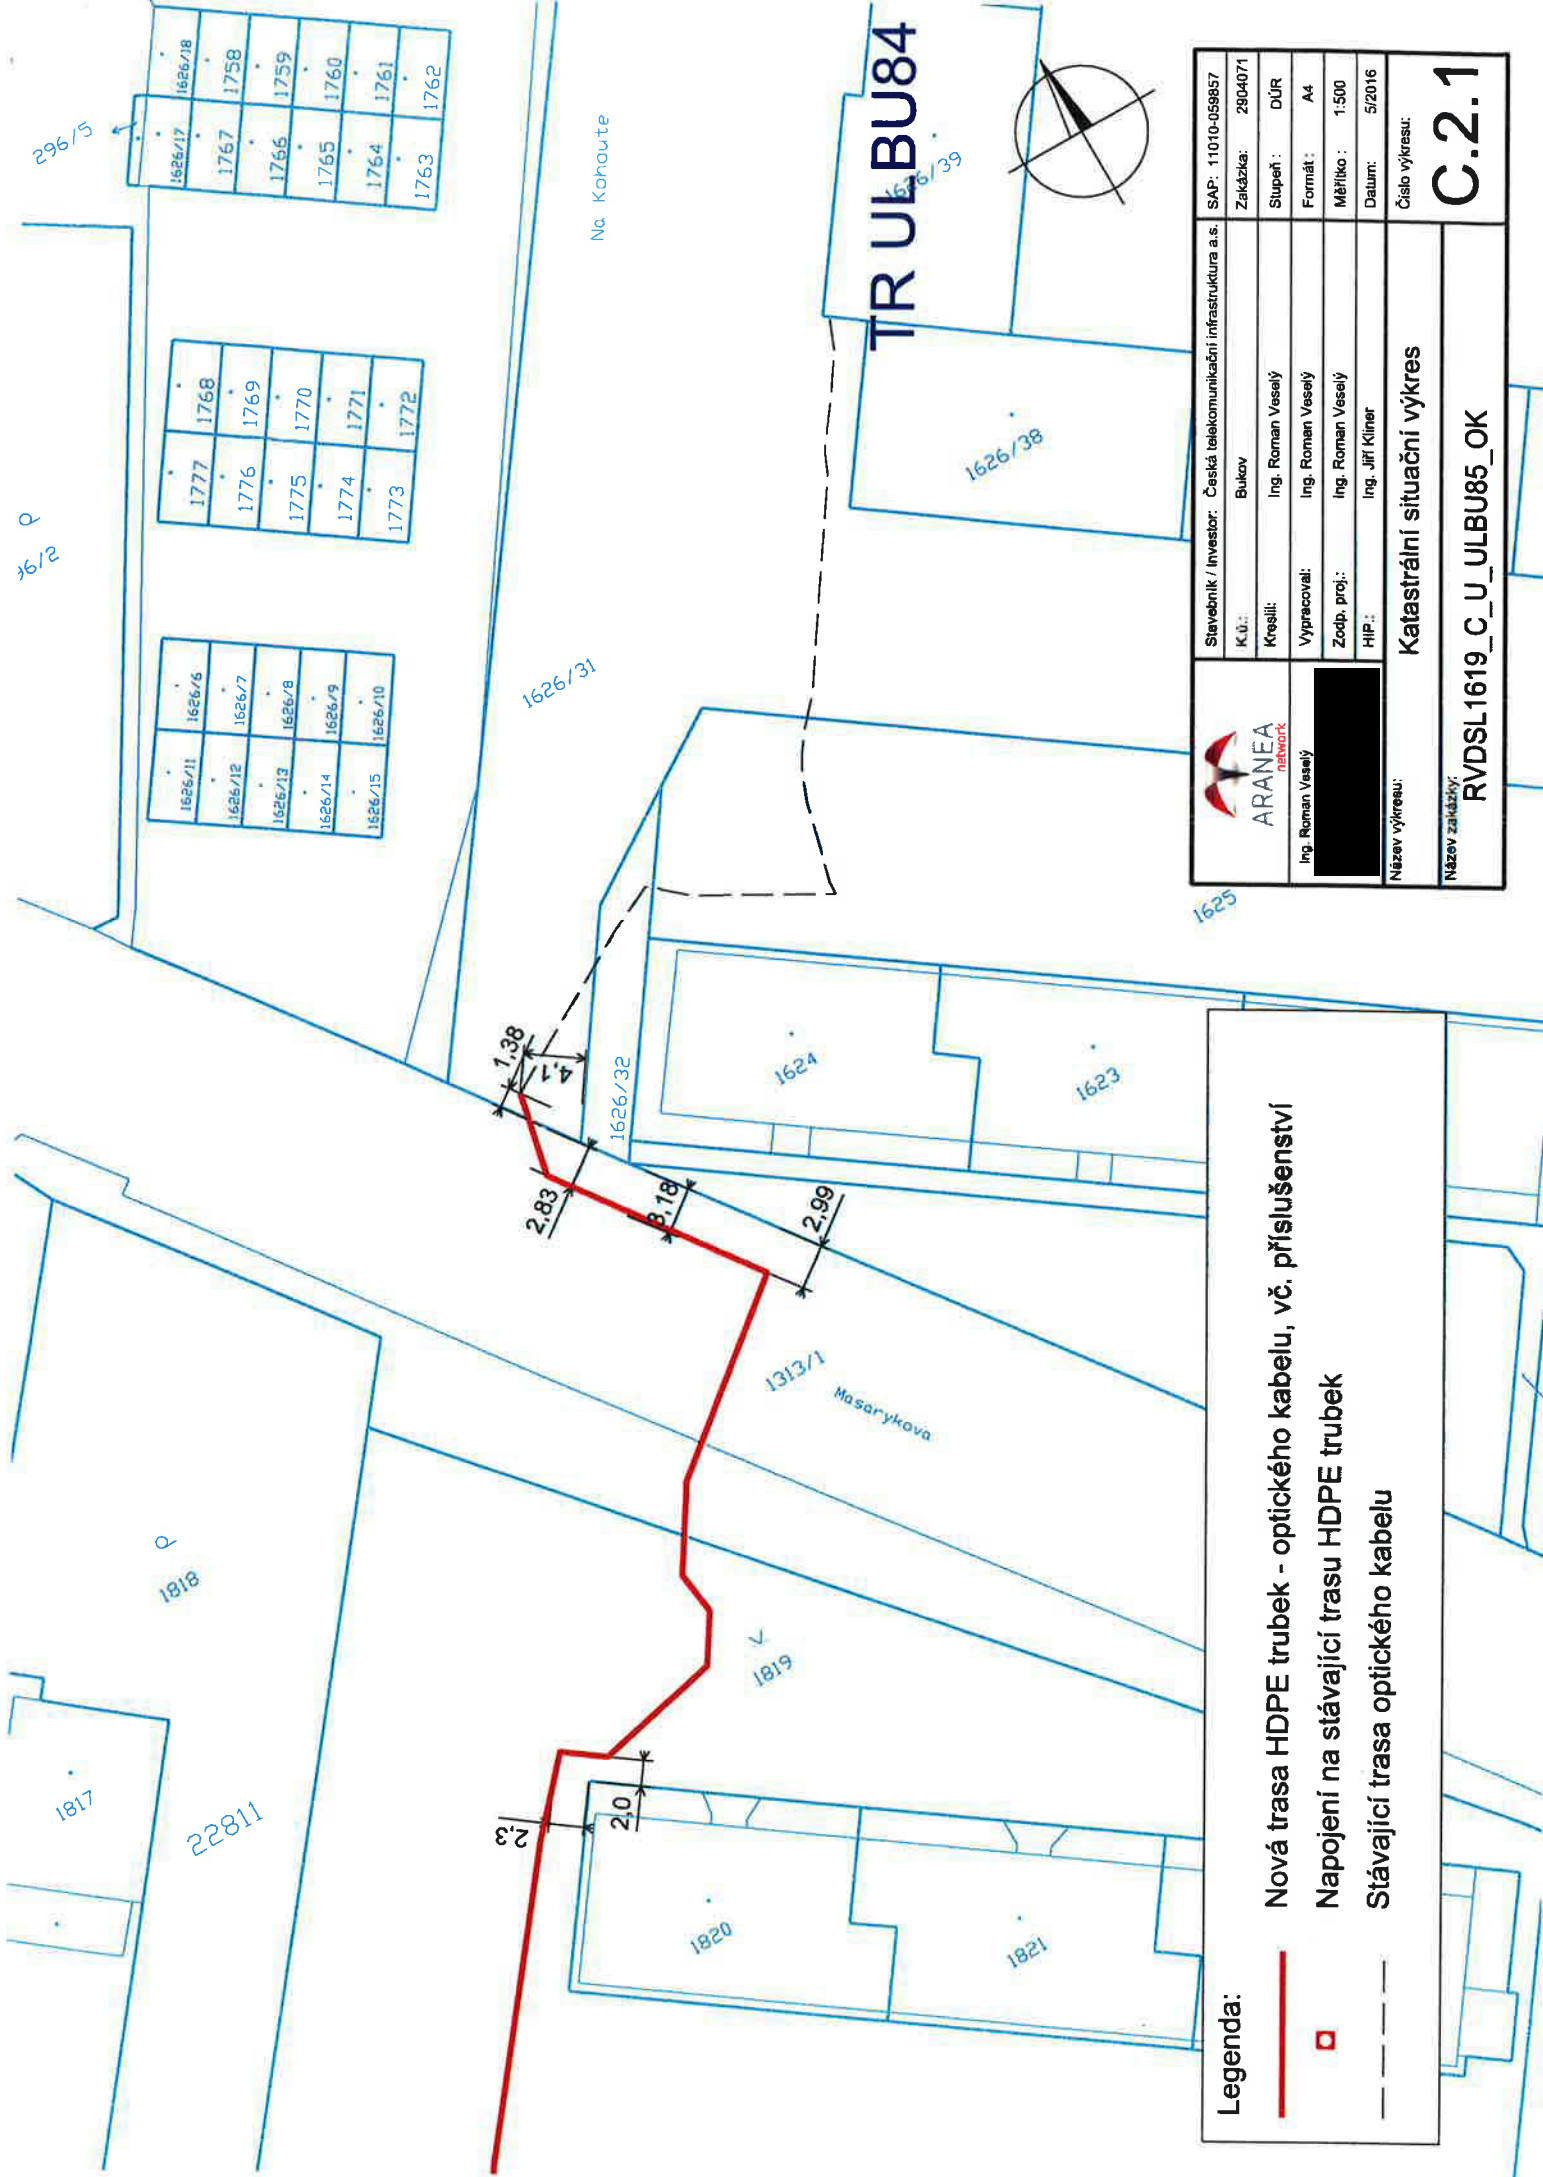 296/5
1626/17
1626/18
1767
1758
1766
1759
1765
1760
1764
1761
1763
1762
1777
1768
1776
1769
1775
1770
1774
1771
1773
1772
1626/11
1626/6
1626/12
1626/7
1626/13
1626/8
1626/14
1626/9
1626/15
1626/10
Na Kohoute
TR ULBU84
1626/39
1626/38
1626/31
1626/32
1625
1624
1623
1,38
4,1
2,83
3,18
2,99
1313/1
Masarykova
1818
1817
22811
1819
2,3
2,0
1820
1821
Legenda:
Nová trasa HDPE trubek - optického kabelu, vč. příslušenství
Napojení na stávající trasu HDPE trubek
Stávající trasa optického kabelu
ARANEA
network
Ing. Roman Veselý
Stavebník / Investor: Česká telekomunikační infrastruktura a.s.
SAP: 11010-059857
K.ú.: Bukov
Zakázka: 2904071
Kreslil: Ing. Roman Veselý
Stupeň : DÚR
Vypracoval: Ing. Roman Veselý
Formát : A4
Zodp. proj.: Ing. Roman Veselý
Měřítko : 1:500
HIP.: Ing. Jiří Kliner
Datum: 5/2016
Název výkresu:
Katastrální situační výkres
Číslo výkresu:
C.2.1
Název zakázky:
RVDSL1619_C_U_ULBU85_OK